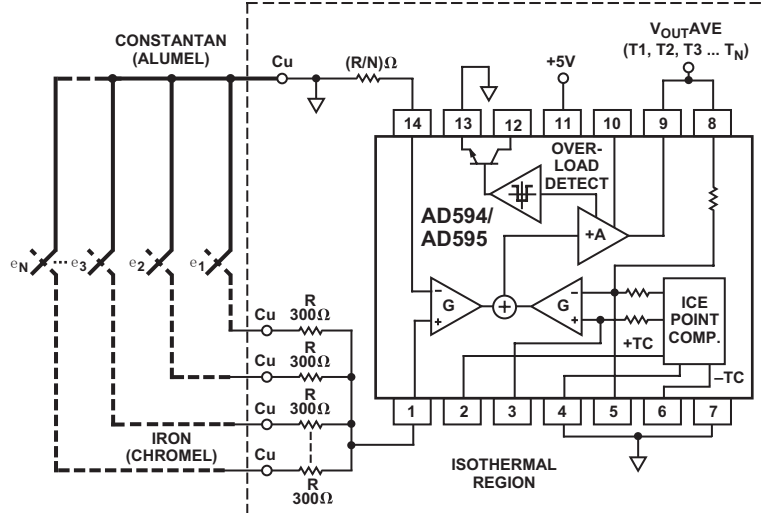 CONSTANTAN
(ALUMEL)
Cu
(R/N)Ω
+5V
VOUTAVE
(T1, T2, T3 ... TN)
14
13
12
11
10
9
8
OVER-
LOAD
DETECT
AD594/
AD595
+A
–
G
+
+
–
G
+
ICE
POINT
COMP.
+TC
–TC
eN
e3
e2
e1
Cu
R
300Ω
Cu
R
300Ω
Cu
R
300Ω
Cu
R
300Ω
IRON
(CHROMEL)
1
2
3
4
5
6
7
ISOTHERMAL
REGION